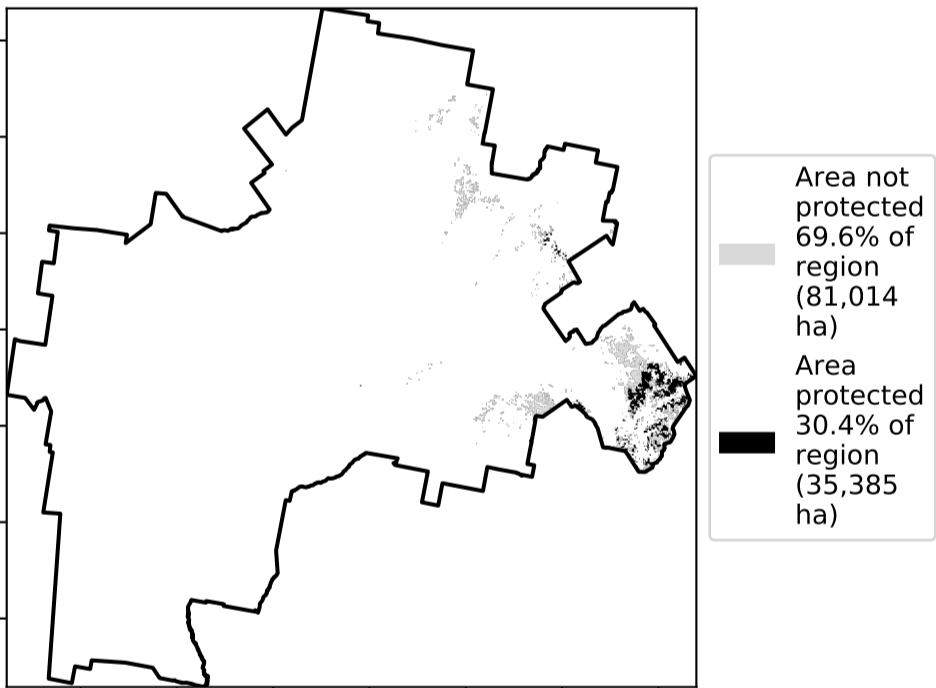 Area not
protected
69.6% of
region
(81,014
ha)
Area
protected
30.4% of
region
(35,385
ha)